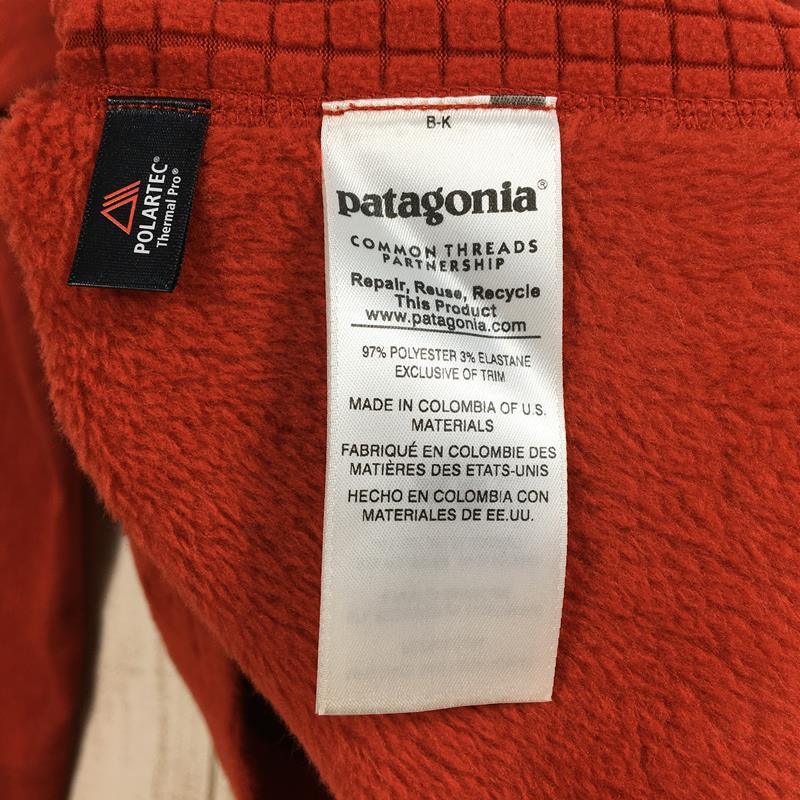 POLARTEC®
Thermal Pro®
B-K
patagonia®
COMMON THREADS
PARTNERSHIP
Repair, Reuse, Recycle
This Product
www.patagonia.com
97% POLYESTER 3% ELASTANE
EXCLUSIVE OF TRIM
MADE IN COLOMBIA OF U.S.
MATERIALS
FABRIQUÉ EN COLOMBIE DES
MATIÈRES DES ETATS-UNIS
HECHO EN COLOMBIA CON
MATERIALES DE EE.UU.